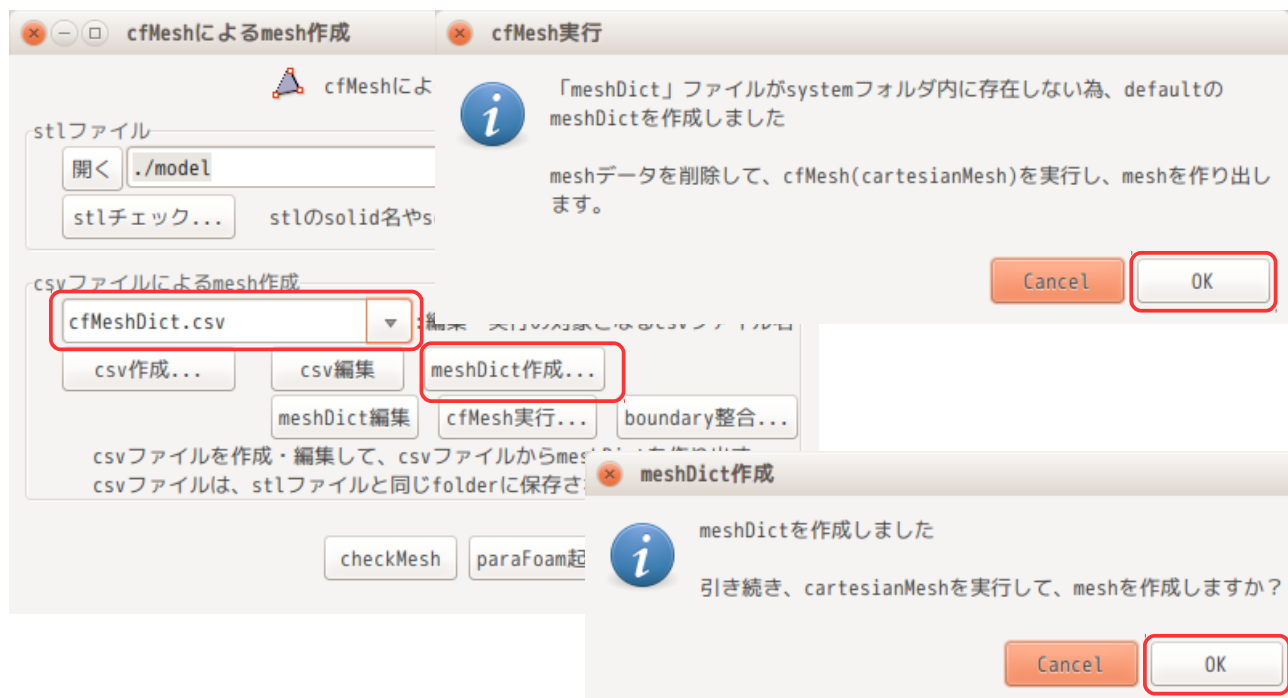 cfMeshによるmesh作成
cfMeshによ
stlファイル
開く ./model
stlチェック... stlのsolid名やs
csvファイルによるmesh作成
cfMeshDict.csv :編集・実行の対象となるcsvファイル名
csv作成... csv編集 meshDict作成...
meshDict編集 cfMesh実行... boundary整合...
csvファイルを作成・編集して、csvファイルからmeshDictを作り出す
csvファイルは、stlファイルと同じfolderに保存さ
checkMesh paraFoam起
cfMesh実行
「meshDict」ファイルがsystemフォルダ内に存在しない為、defaultの
meshDictを作成しました
meshデータを削除して、cfMesh(cartesianMesh)を実行し、meshを作り出し
ます。
Cancel OK
meshDict作成
meshDictを作成しました
引き続き、cartesianMeshを実行して、meshを作成しますか？
Cancel OK